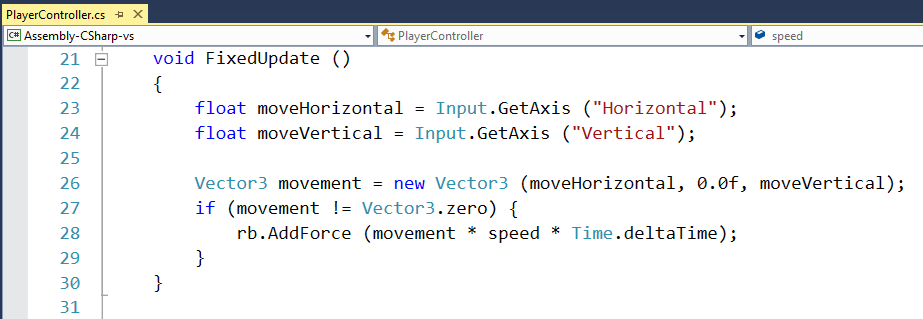 PlayerController.cs
C# Assembly-CSharp-vs PlayerController speed
21 void FixedUpdate ()
22 {
23 float moveHorizontal = Input.GetAxis ("Horizontal");
24 float moveVertical = Input.GetAxis ("Vertical");
25
26 Vector3 movement = new Vector3 (moveHorizontal, 0.0f, moveVertical);
27 if (movement != Vector3.zero) {
28 rb.AddForce (movement * speed * Time.deltaTime);
29 }
30 }
31